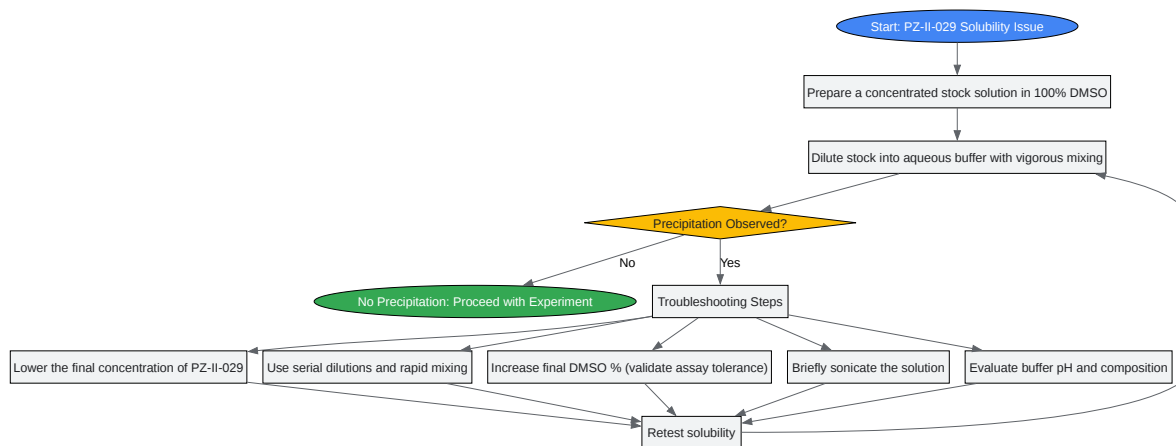 Start: PZ-II-029 Solubility Issue
Prepare a concentrated stock solution in 100% DMSO
Dilute stock into aqueous buffer with vigorous mixing
Precipitation Observed?
No
Yes
No Precipitation: Proceed with Experiment
Troubleshooting Steps
Lower the final concentration of PZ-II-029
Use serial dilutions and rapid mixing
Increase final DMSO % (validate assay tolerance)
Briefly sonicate the solution
Evaluate buffer pH and composition
Retest solubility